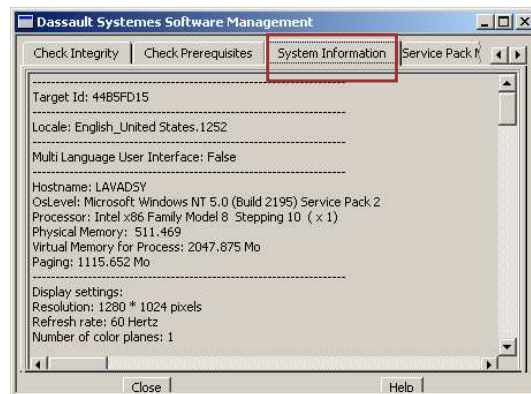 Dassault Systemes Software Management
Check Integrity Check Prerequisites System Information Service Pack
------------------------------------------------------------
Target Id: 44B5FD15
------------------------------------------------------------
Locale: English_United States.1252
------------------------------------------------------------
Multi Language User Interface: False
------------------------------------------------------------
Hostname: LAVADSY
OsLevel: Microsoft Windows NT 5.0 (Build 2195) Service Pack 2
Processor: Intel x86 Family Model 8 Stepping 10 ( x 1)
Physical Memory: 511.469
Virtual Memory for Process: 2047.875 Mo
Paging: 1115.652 Mo
------------------------------------------------------------
Display settings:
Resolution: 1280 * 1024 pixels
Refresh rate: 60 Hertz
Number of color planes: 1
Close Help